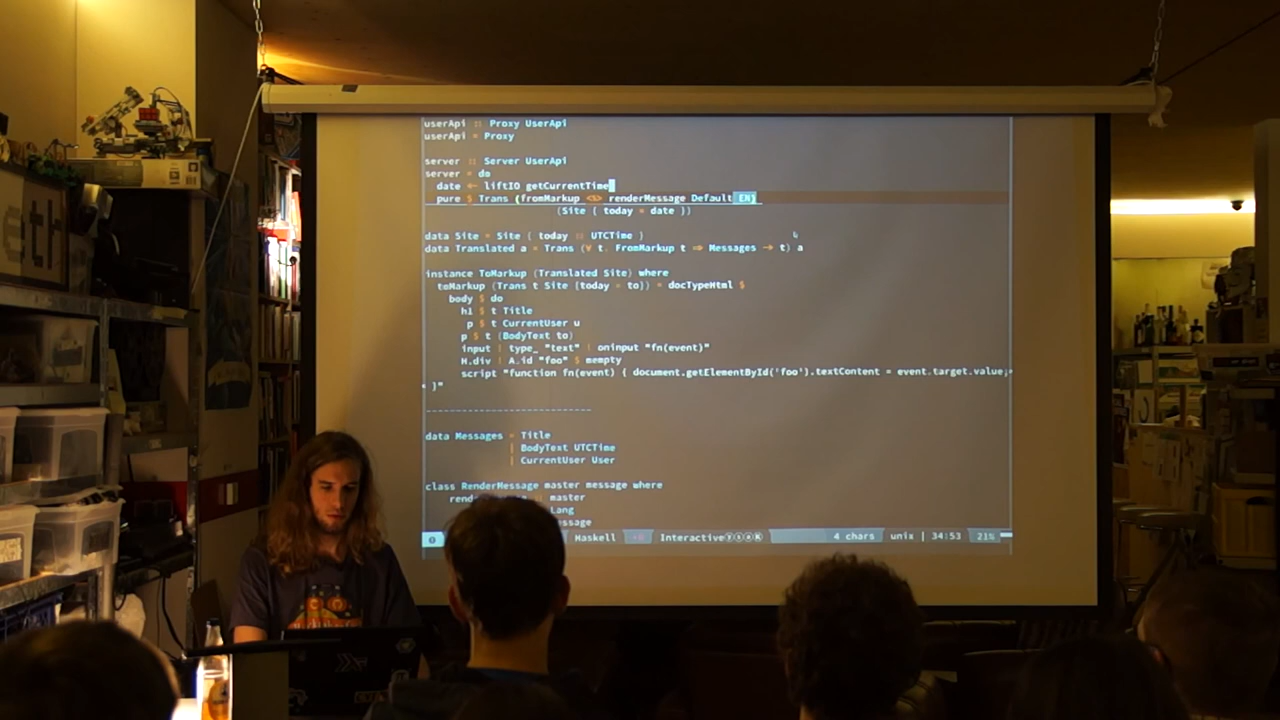 userApi :: Proxy UserApi
userApi = Proxy
server :: Server UserApi
server = do
date <- liftIO getCurrentTime
pure $ Trans (fromMarkup <$> renderMessage Default EN)
(Site { today = date })
data Site = Site { today :: UTCTime }
data Translated a = Trans (∀ t. FromMarkup t => Messages -> t) a
instance ToMarkup (Translated Site) where
toMarkup (Trans t Site {today = to}) = docTypeHtml $
body $ do
h1 $ t Title
p $ t CurrentUser u
p $ t (BodyText to)
input ! type_ "text" ! oninput "fn(event)"
H.div ! A.id "foo" $ mempty
script "function fn(event) { document.getElementById('foo').textContent = event.target.value;
}"
---------------------------
data Messages = Title
| BodyText UTCTime
| CurrentUser User
class RenderMessage master message where
:: master
Lang
Haskell Interactive 4 chars unix | 34:53 21%
eth